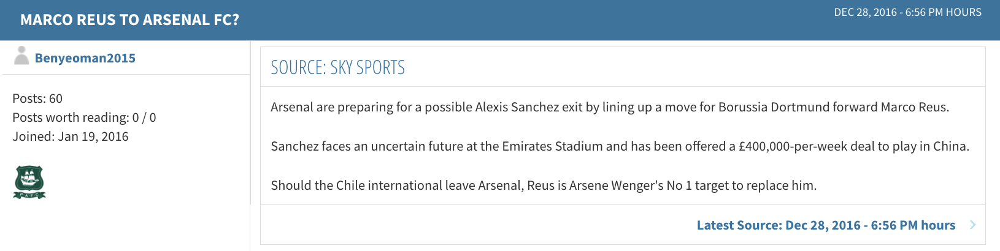 MARCO REUS TO ARSENAL FC?
DEC 28, 2016 - 6:56 PM HOURS
Benyeoman2015
Posts: 60
Posts worth reading: 0 / 0
Joined: Jan 19, 2016
P.A.F.C
SOURCE: SKY SPORTS
Arsenal are preparing for a possible Alexis Sanchez exit by lining up a move for Borussia Dortmund forward Marco Reus.
Sanchez faces an uncertain future at the Emirates Stadium and has been offered a £400,000-per-week deal to play in China.
Should the Chile international leave Arsenal, Reus is Arsene Wenger's No 1 target to replace him.
Latest Source: Dec 28, 2016 - 6:56 PM hours